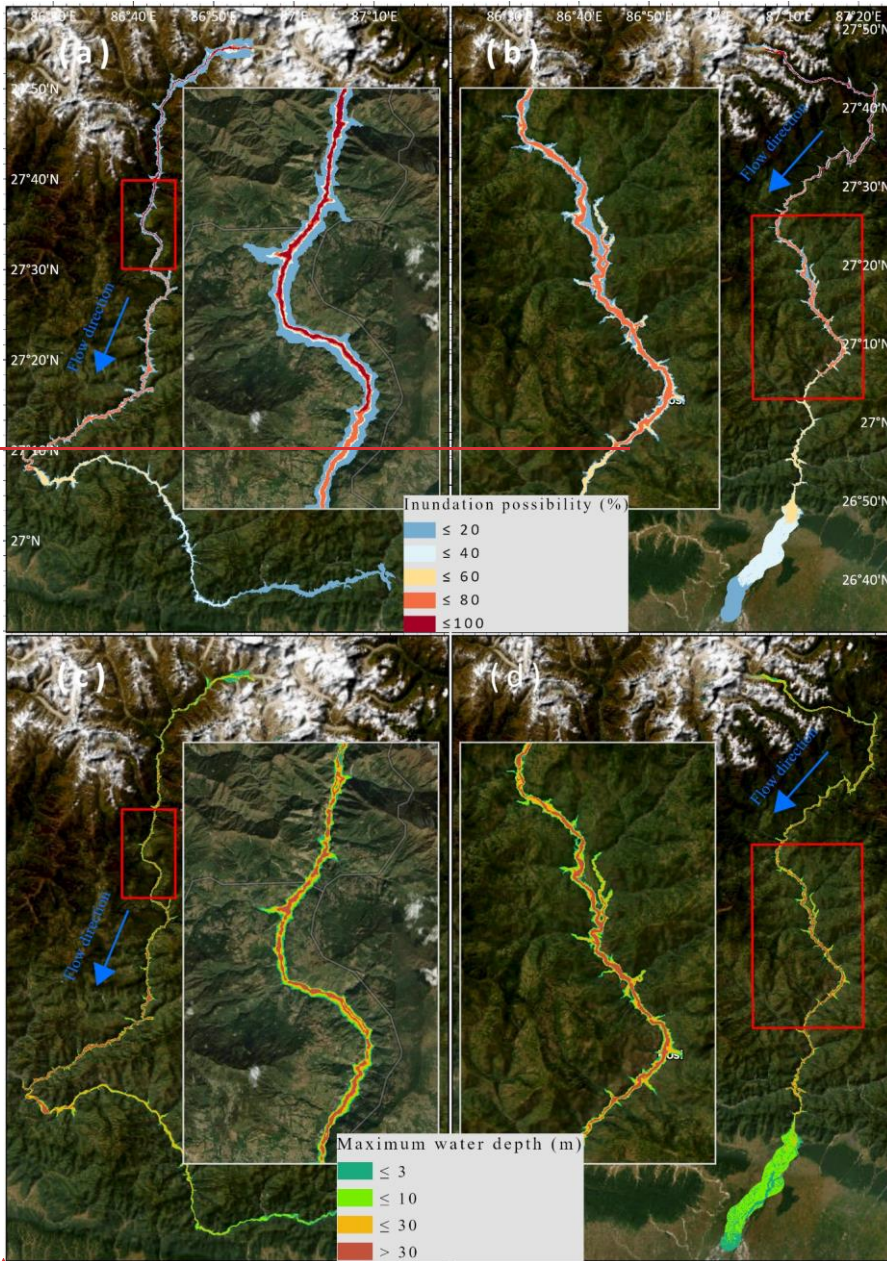 86°40'E
86°50'E
87°10'E
86°30'E
86°40'E
86°50'E
87°10'E
87°20'E
(a)
(b)
27°50'N
27°50'N
27°40'N
27°40'N
Flow direction
27°30'N
27°30'N
27°20'N
27°20'N
Flow direction
27°10'N
27°10'N
27°N
26°50'N
27°N
26°40'N
Inundation possibility (%)
≤ 20
≤ 40
≤ 60
≤ 80
≤100
(c)
(d)
Flow direction
Flow direction
Maximum water depth (m)
≤ 3
≤ 10
≤ 30
> 30